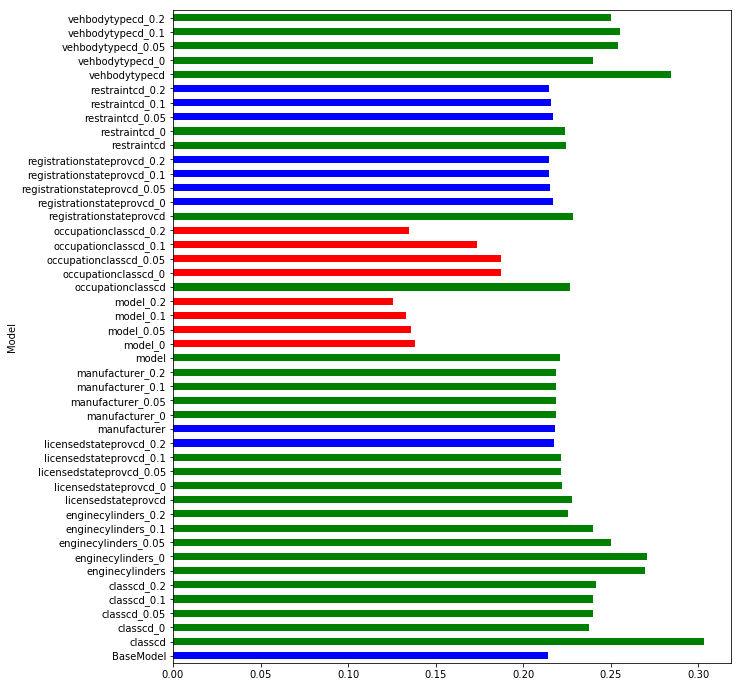 vehbodytypecd_0.2
vehbodytypecd_0.1
vehbodytypecd_0.05
vehbodytypecd_0
vehbodytypecd
restraintcd_0.2
restraintcd_0.1
restraintcd_0.05
restraintcd_0
restraintcd
registrationstateprovcd_0.2
registrationstateprovcd_0.1
registrationstateprovcd_0.05
registrationstateprovcd_0
registrationstateprovcd
occupationclasscd_0.2
occupationclasscd_0.1
occupationclasscd_0.05
occupationclasscd_0
occupationclasscd
model_0.2
model_0.1
model_0.05
model_0
model
manufacturer_0.2
manufacturer_0.1
manufacturer_0.05
manufacturer_0
manufacturer
licensedstateprovcd_0.2
licensedstateprovcd_0.1
licensedstateprovcd_0.05
licensedstateprovcd_0
licensedstateprovcd
enginecylinders_0.2
enginecylinders_0.1
enginecylinders_0.05
enginecylinders_0
enginecylinders
classcd_0.2
classcd_0.1
classcd_0.05
classcd_0
classcd
BaseModel
Model
0.00 0.05 0.10 0.15 0.20 0.25 0.30